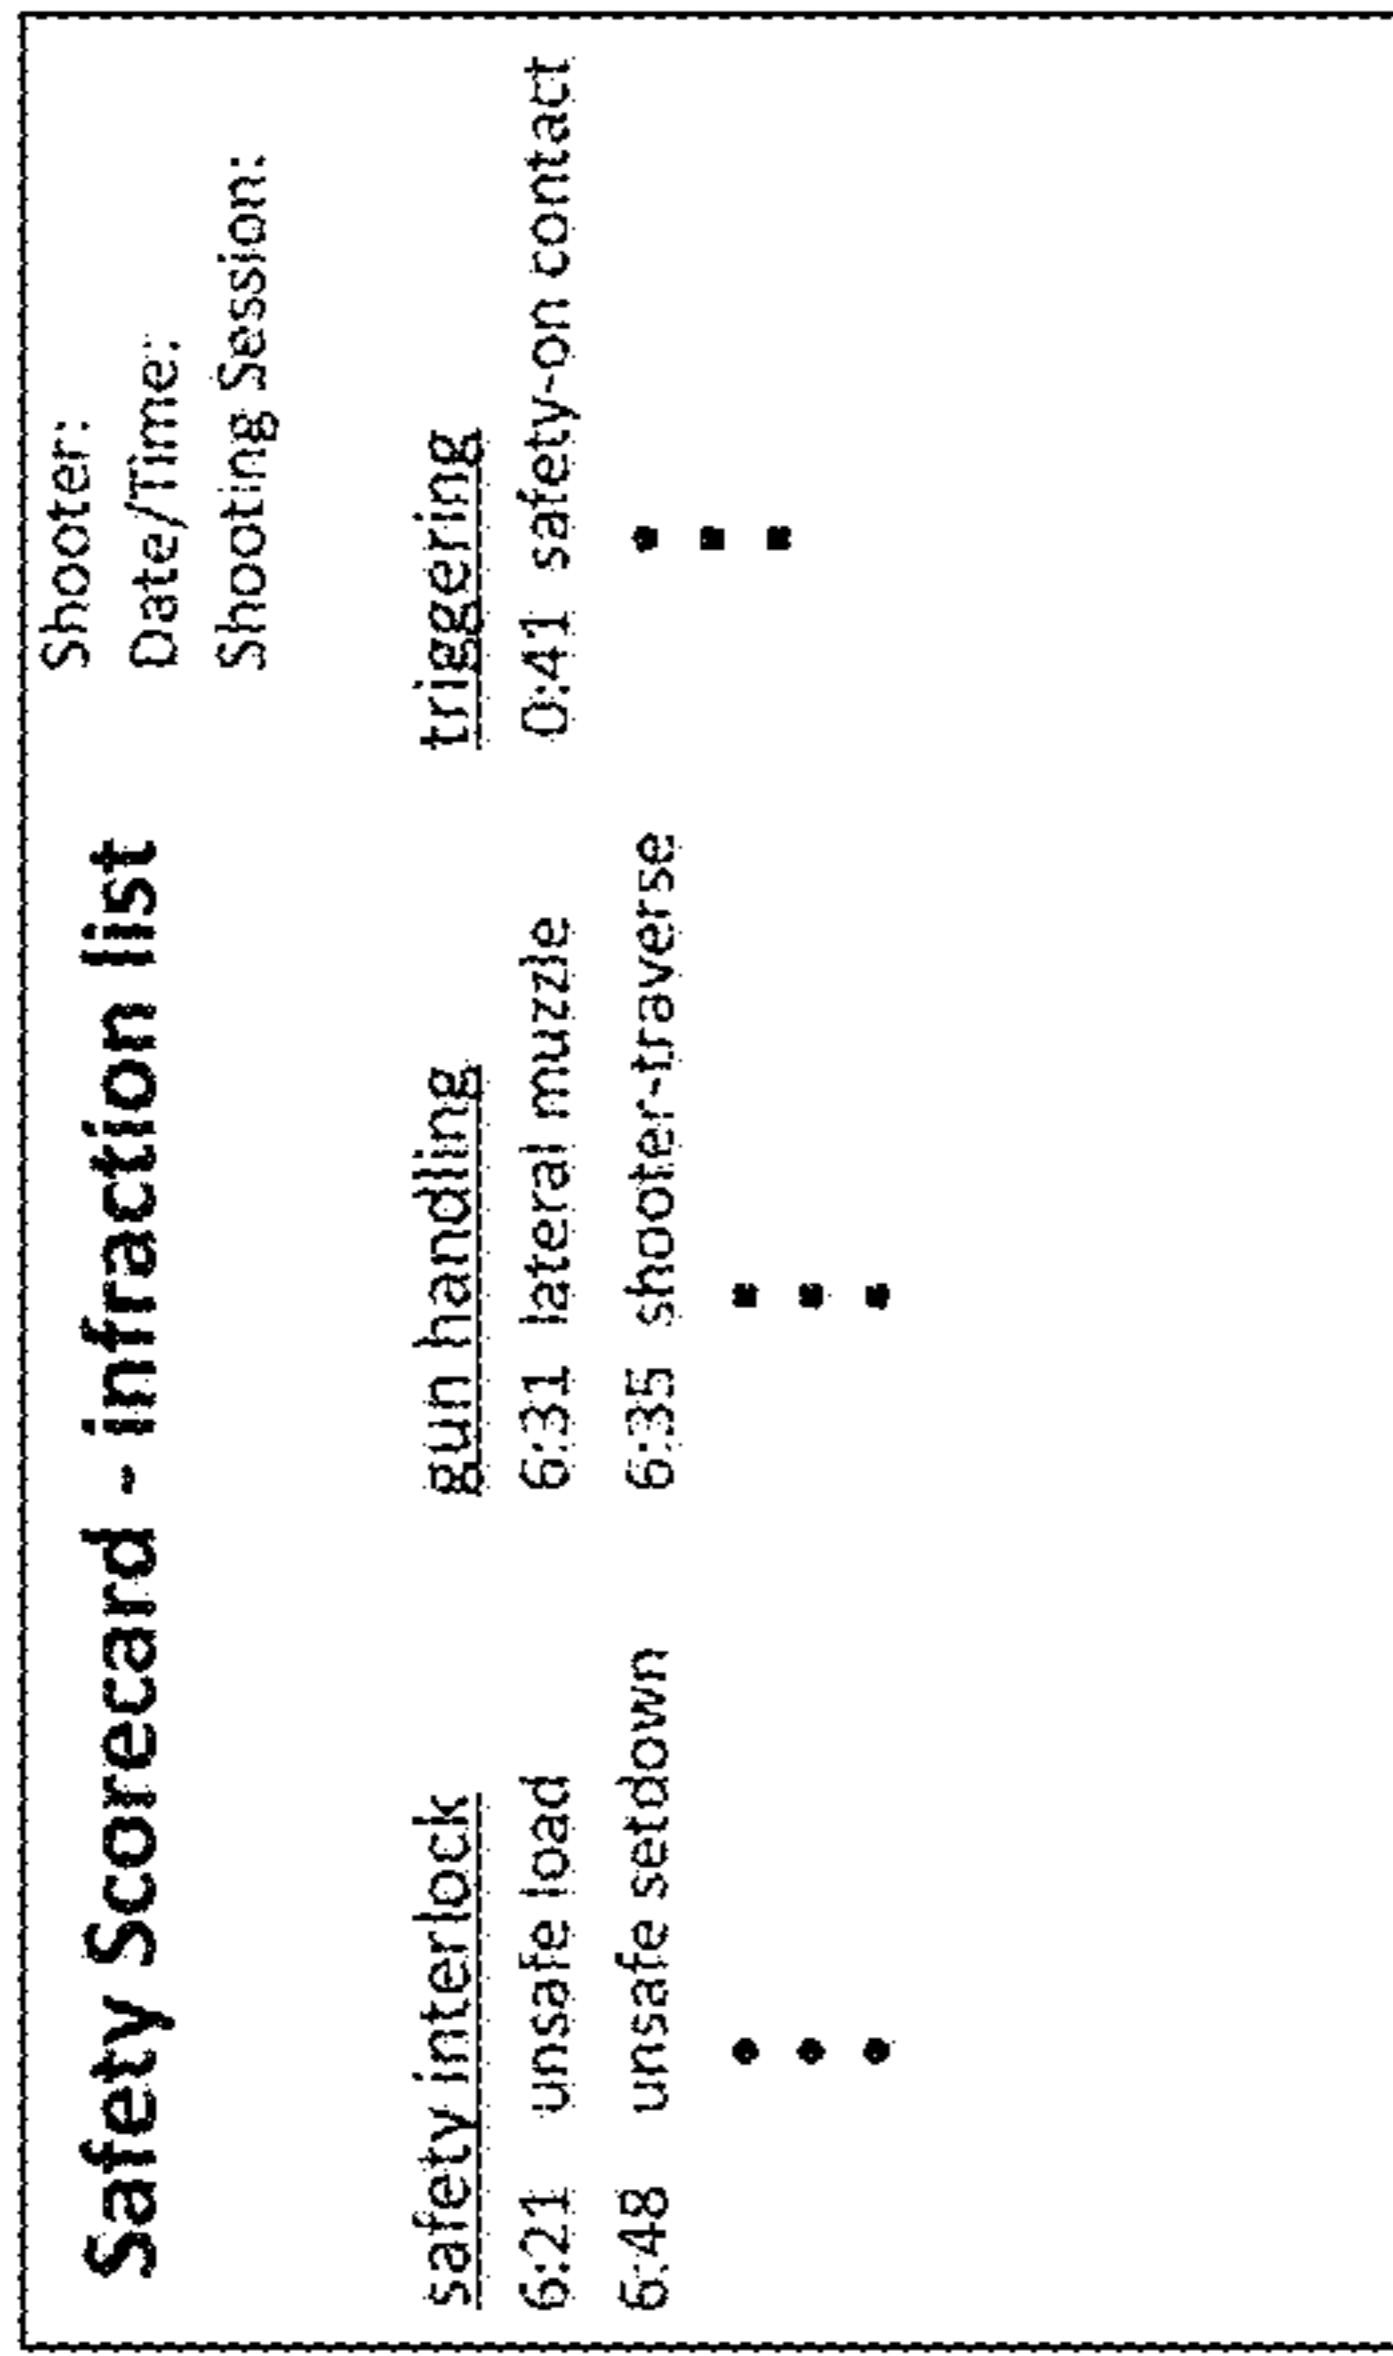 Safety Scorecard - infraction list
Shooter:
Date/Time:
Shooting Session:
safety interlock
6:21 unsafe load
6:48 unsafe setdown
gun handling
6:31 lateral muzzle
6:35 shooter-traverse
triggering
0:41 safety-on contact